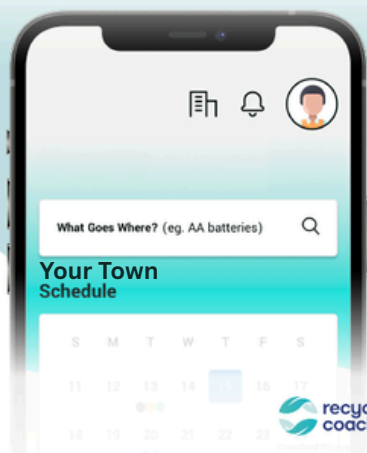 What Goes Where? (eg. AA batteries)
Your Town
Schedule
S M T W T F S
11 12 13 14 15 16 17
18 19 20 21 22 23
recyc
coac